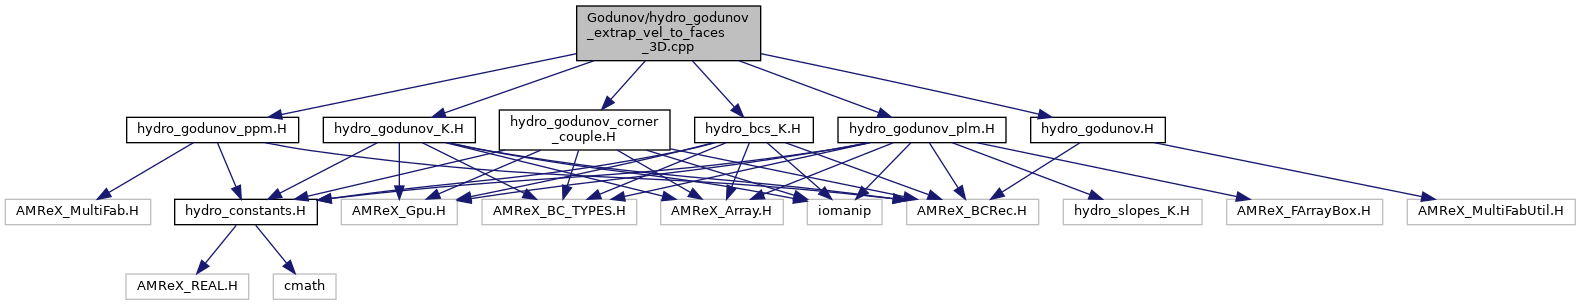 Godunov/hydro_godunov
_extrap_vel_to_faces
_3D.cpp
hydro_godunov_ppm.H
hydro_godunov_K.H
hydro_godunov_corner
_couple.H
hydro_bcs_K.H
hydro_godunov_plm.H
hydro_godunov.H
AMReX_MultiFab.H
hydro_constants.H
AMReX_Gpu.H
AMReX_BC_TYPES.H
AMReX_Array.H
iomanip
AMReX_BCRec.H
hydro_slopes_K.H
AMReX_FArrayBox.H
AMReX_MultiFabUtil.H
AMReX_REAL.H
cmath